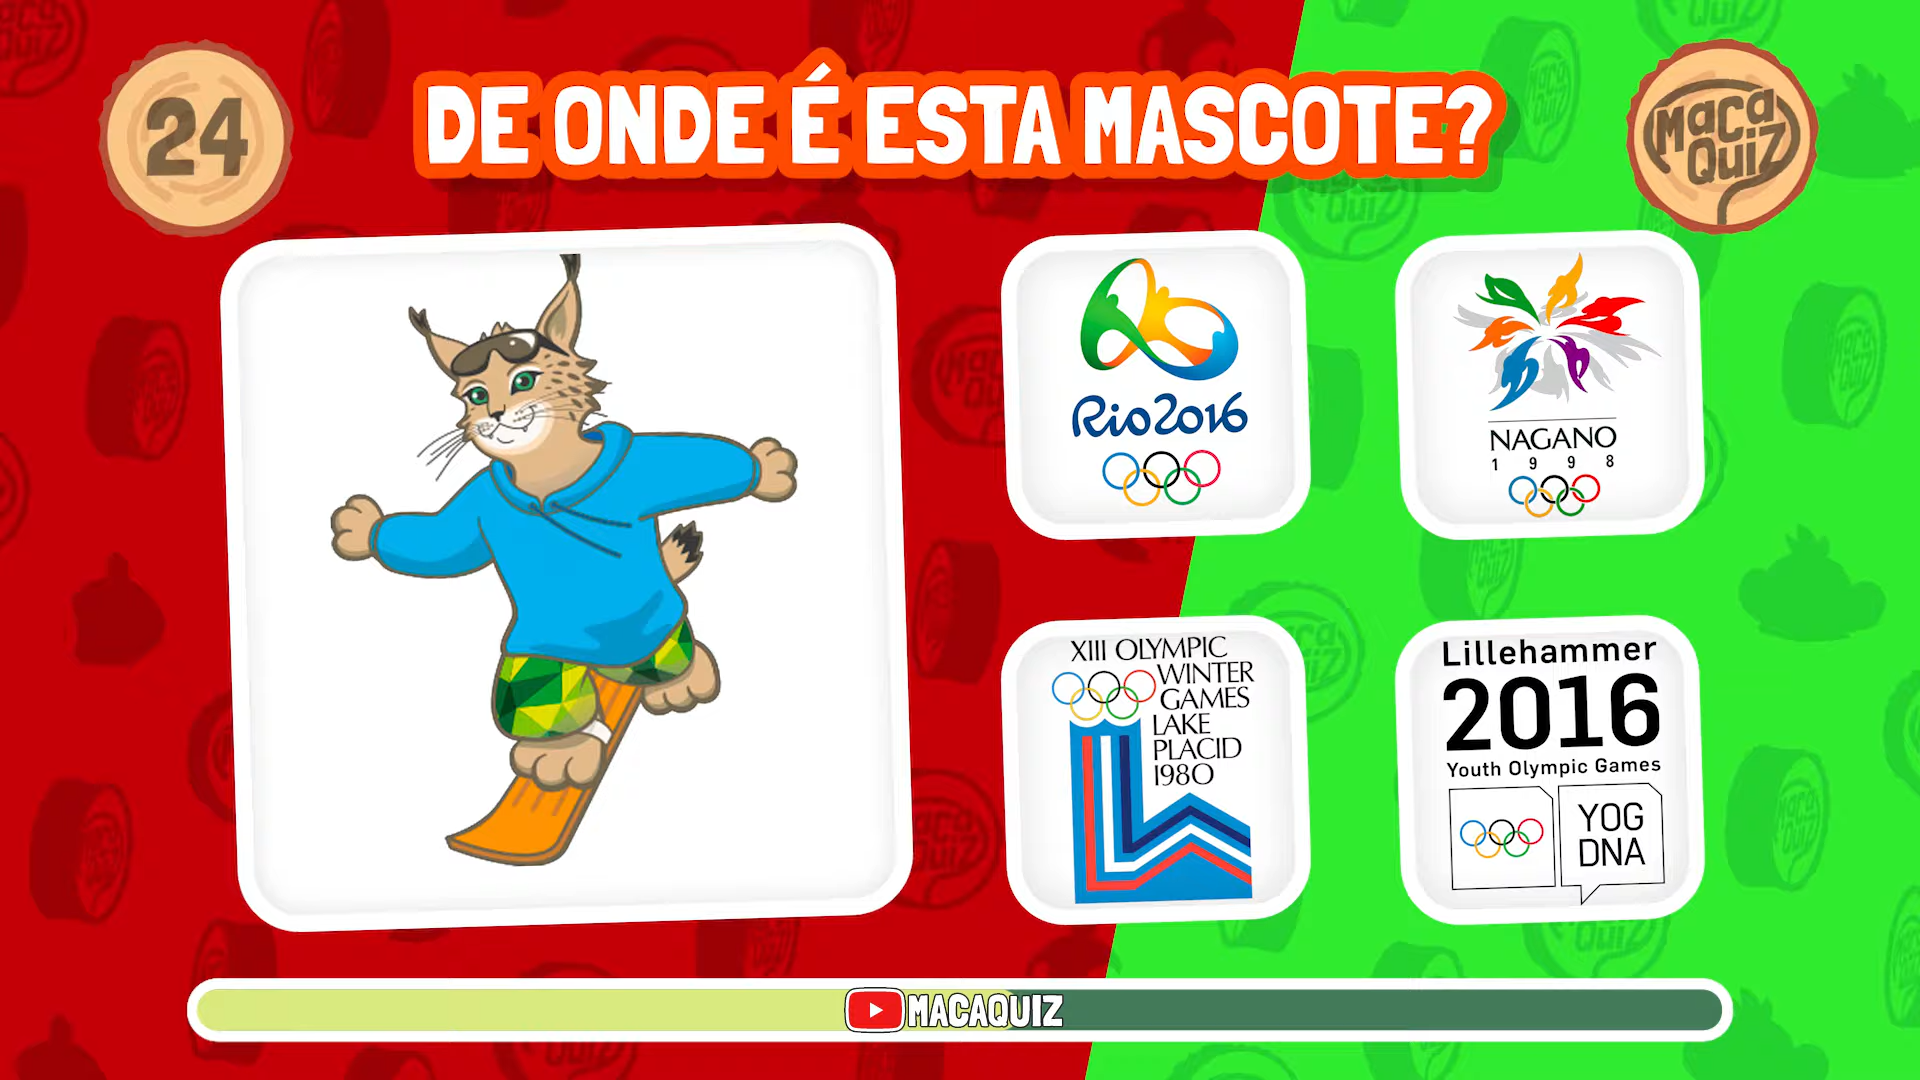 24
DE ONDE É ESTA MASCOTE?
MaCa
QuiZ
Rio2016
NAGANO
1 9 9 8
XIII OLYMPIC
WINTER
GAMES
LAKE
PLACID
1980
Lillehammer
2016
Youth Olympic Games
YOG
DNA
MACAQUIZ